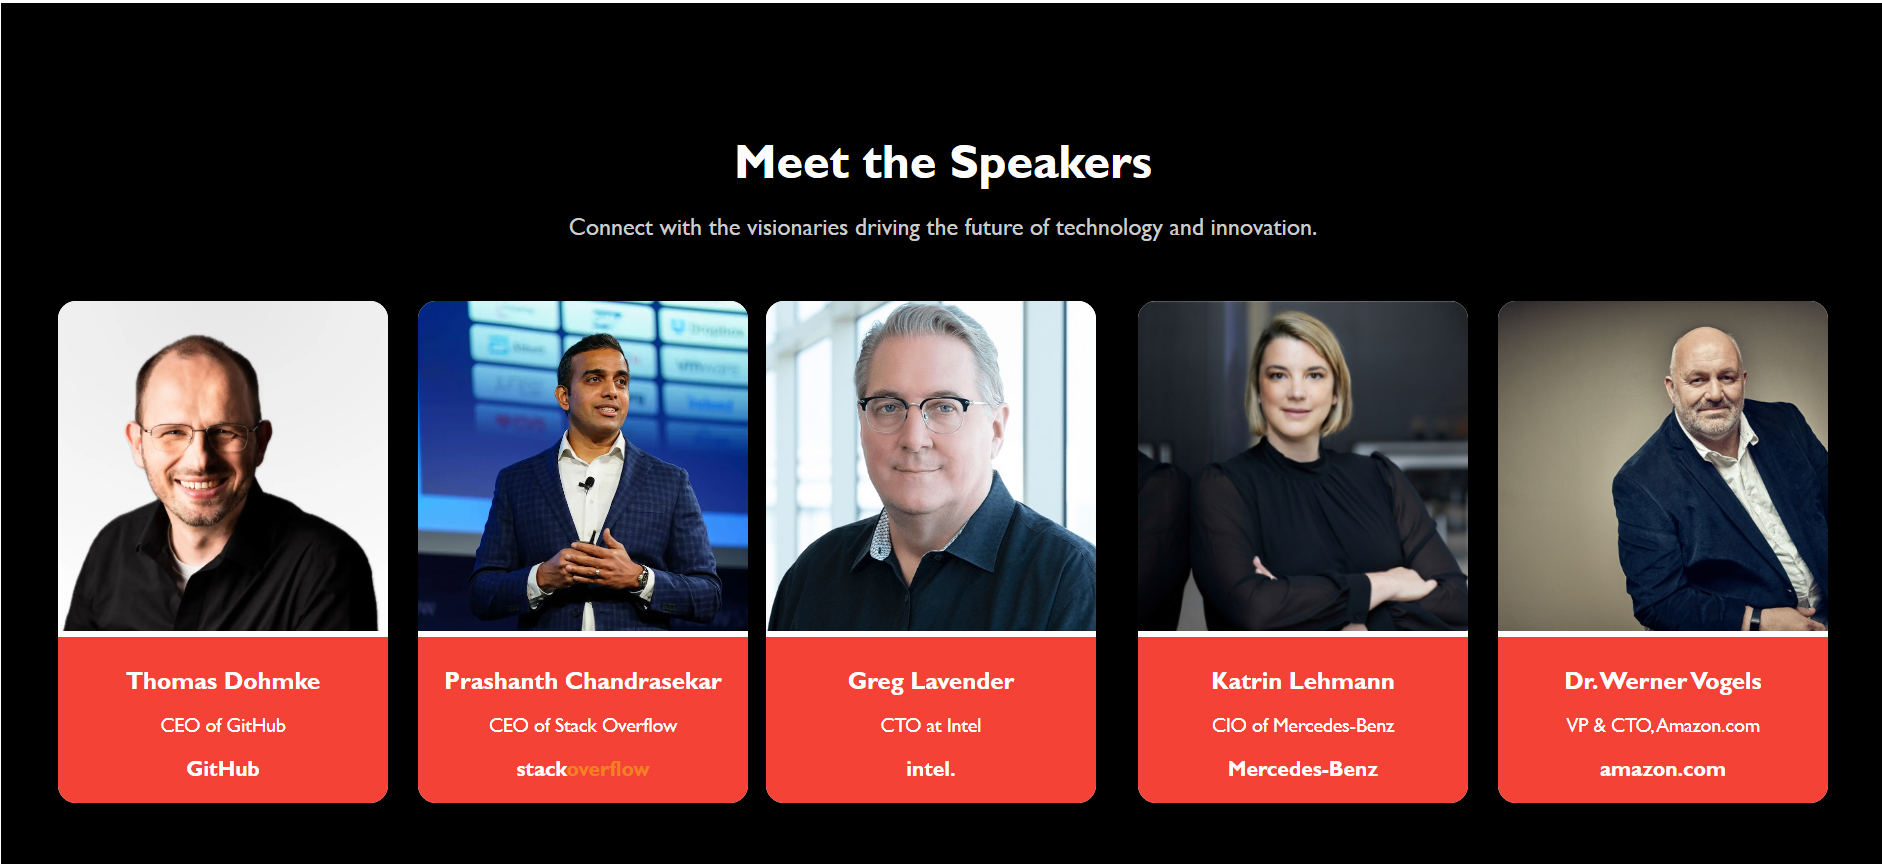 Meet the Speakers
Connect with the visionaries driving the future of technology and innovation.
Dropbox
vmware
Thomas Dohmke
CEO of GitHub
GitHub
Prashanth Chandrasekar
CEO of Stack Overflow
stackoverflow
Greg Lavender
CTO at Intel
intel.
Katrin Lehmann
CIO of Mercedes-Benz
Mercedes-Benz
Dr. Werner Vogels
VP & CTO, Amazon.com
amazon.com